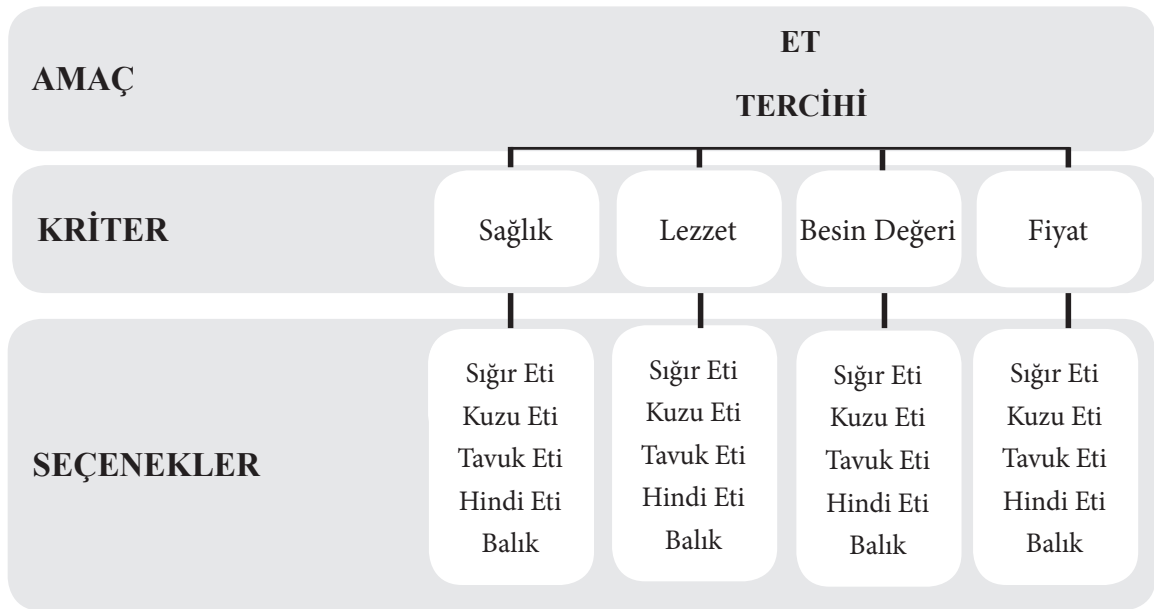 AMAÇ
ET
TERCİHİ
KRİTER
Sağlık
Lezzet
Besin Değeri
Fiyat
SEÇENEKLER
Sığır Eti
Kuzu Eti
Tavuk Eti
Hindi Eti
Balık
Sığır Eti
Kuzu Eti
Tavuk Eti
Hindi Eti
Balık
Sığır Eti
Kuzu Eti
Tavuk Eti
Hindi Eti
Balık
Sığır Eti
Kuzu Eti
Tavuk Eti
Hindi Eti
Balık